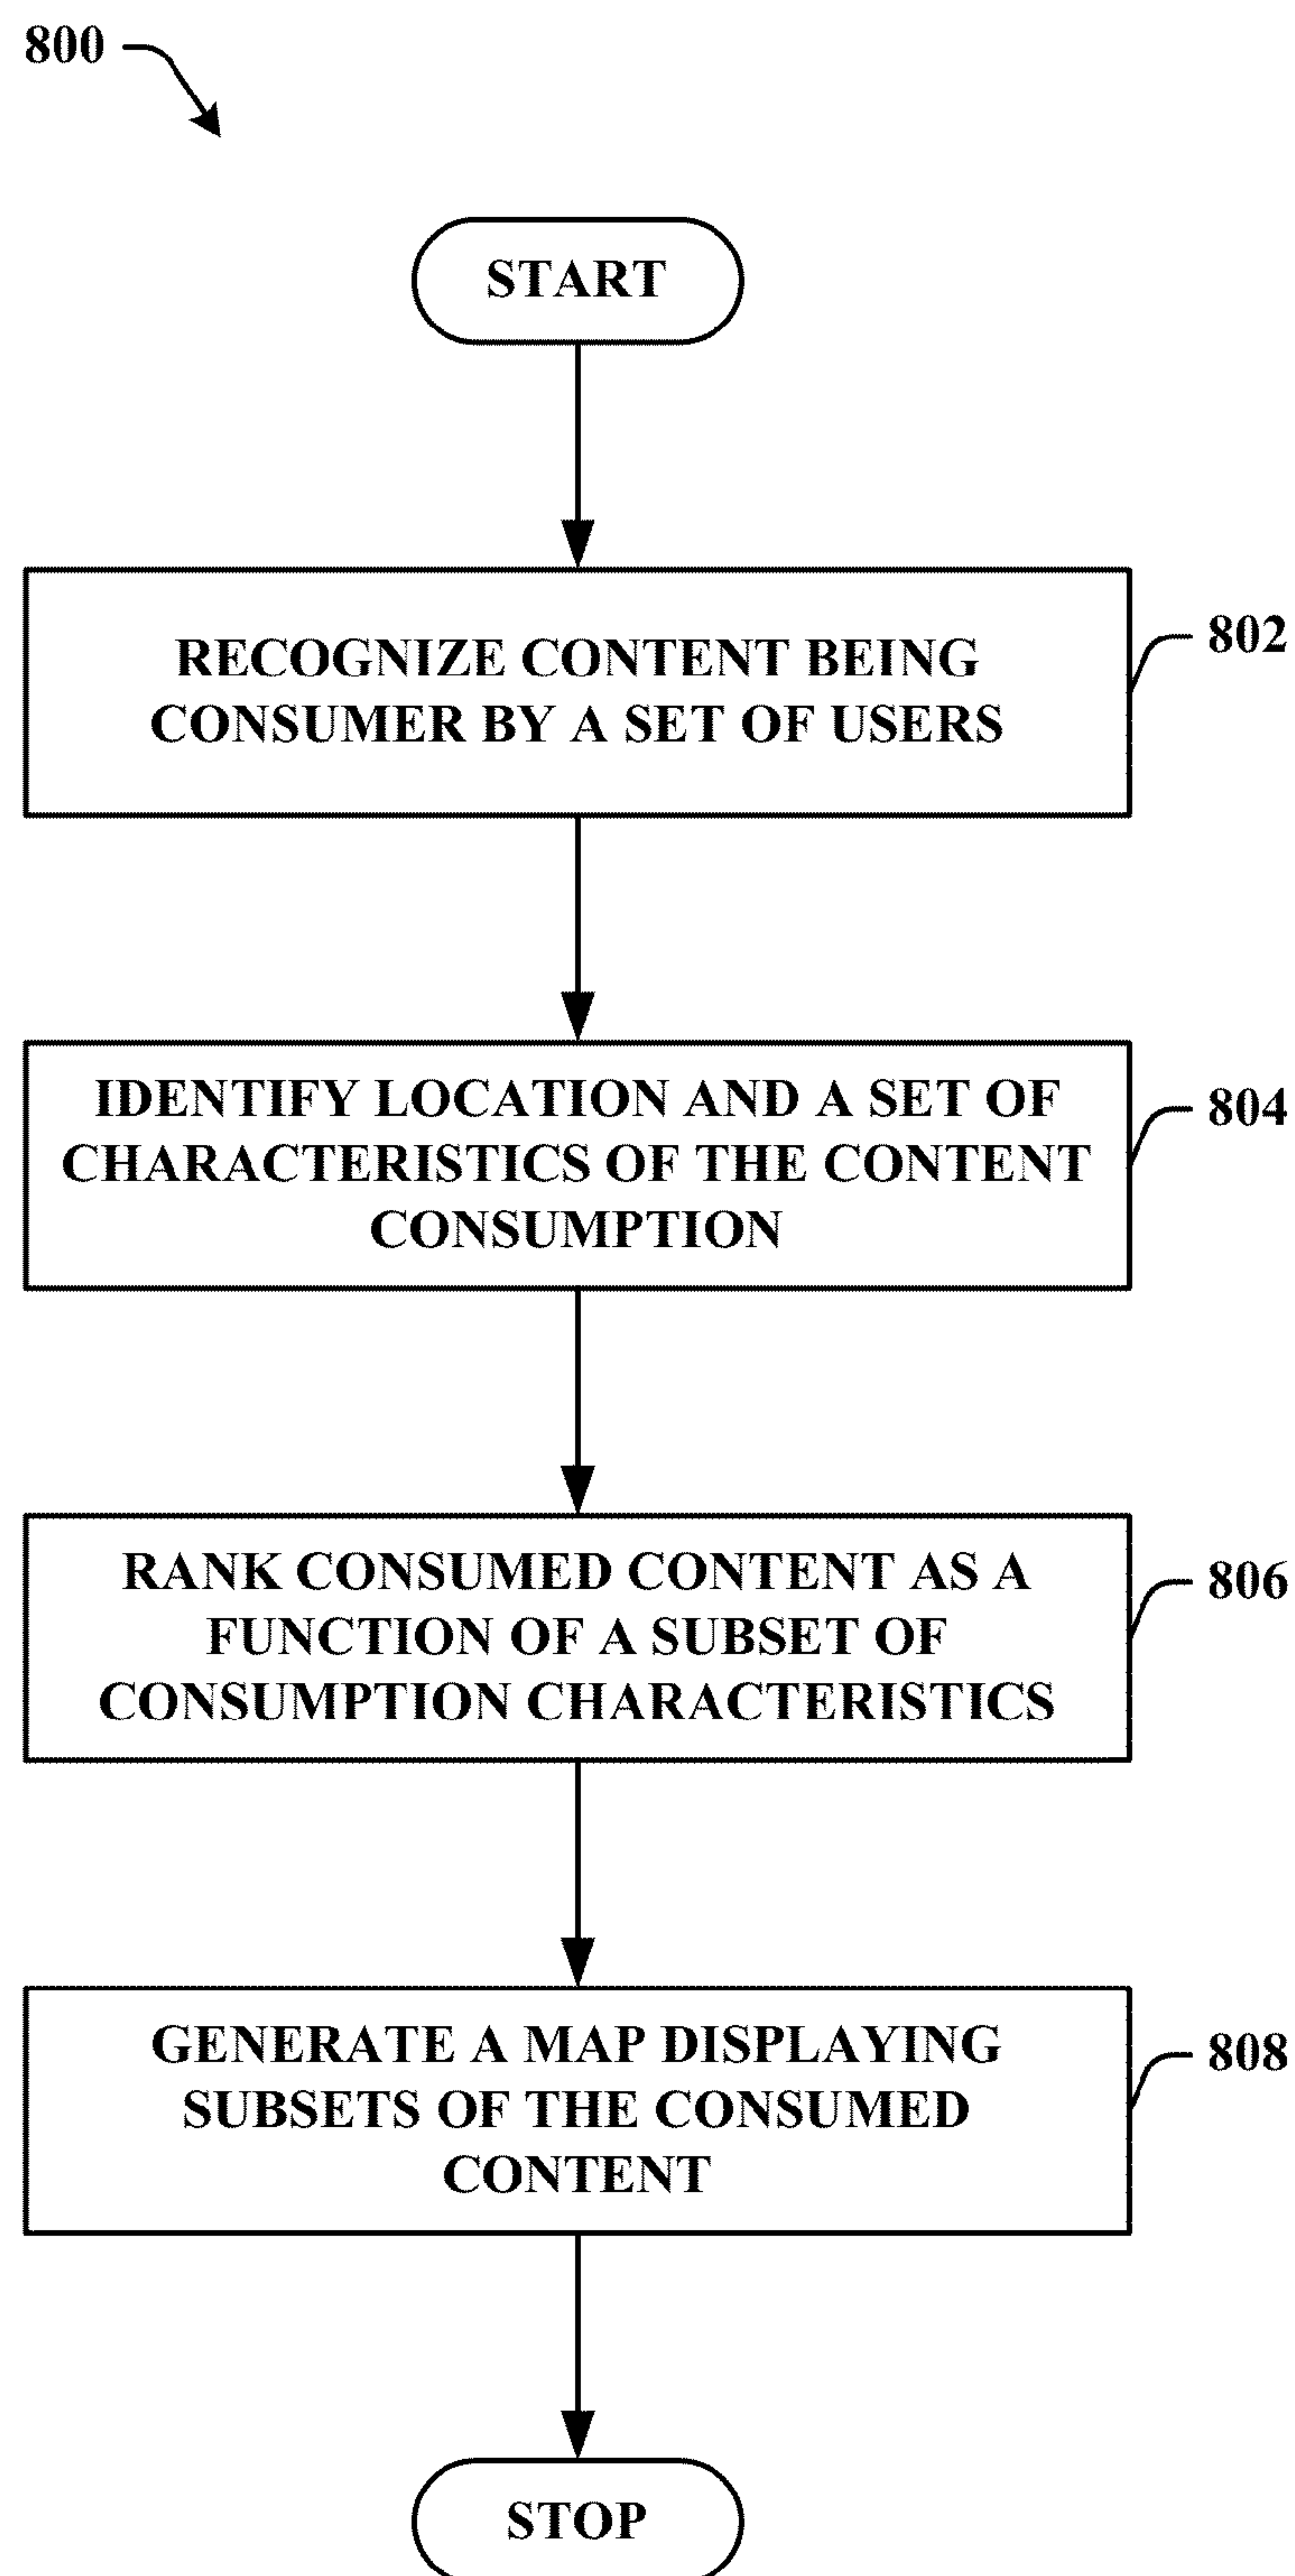 800
START
RECOGNIZE CONTENT BEING
CONSUMER BY A SET OF USERS
802
IDENTIFY LOCATION AND A SET OF
CHARACTERISTICS OF THE CONTENT
CONSUMPTION
804
RANK CONSUMED CONTENT AS A
FUNCTION OF A SUBSET OF
CONSUMPTION CHARACTERISTICS
806
GENERATE A MAP DISPLAYING
SUBSETS OF THE CONSUMED
CONTENT
808
STOP